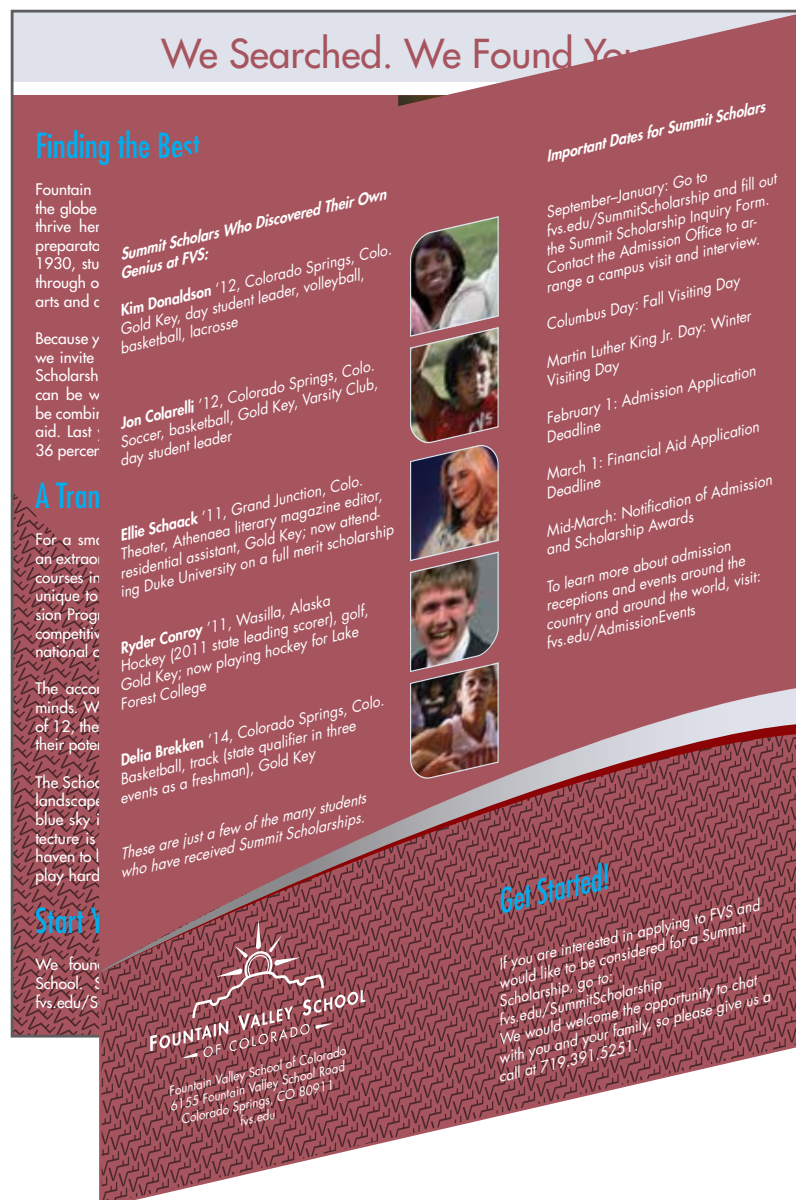 We Searched. We Found You
Finding the Best
Fountain
the globe
thrive her
preparato
1930, stu
through o
arts and c
Because y
we invite
Scholarsh
can be w
be combin
aid. Last y
36 percen
A Tran
For a sma
an extraor
courses in
unique to
sion Progr
competitiv
national c
The accom
minds. W
of 12, the
their poten
The Schoo
landscape
blue sky i
tecture is
haven to l
play hard
Start Y
We foun
School. S
fvs.edu/S
Summit Scholars Who Discovered Their Own
Genius at FVS:
Kim Donaldson '12, Colorado Springs, Colo.
Gold Key, day student leader, volleyball,
basketball, lacrosse
Jon Colarelli '12, Colorado Springs, Colo.
Soccer, basketball, Gold Key, Varsity Club,
day student leader
Ellie Schaack '11, Grand Junction, Colo.
Theater, Athenaea literary magazine editor,
residential assistant, Gold Key; now attend-
ing Duke University on a full merit scholarship
Ryder Conroy '11, Wasilla, Alaska
Hockey (2011 state leading scorer), golf,
Gold Key; now playing hockey for Lake
Forest College
Delia Brekken '14, Colorado Springs, Colo.
Basketball, track (state qualifier in three
events as a freshman), Gold Key
These are just a few of the many students
who have received Summit Scholarships.
FVS
Important Dates for Summit Scholars
September–January: Go to
fvs.edu/SummitScholarship and fill out
the Summit Scholarship Inquiry Form.
Contact the Admission Office to ar-
range a campus visit and interview.
Columbus Day: Fall Visiting Day
Martin Luther King Jr. Day: Winter
Visiting Day
February 1: Admission Application
Deadline
March 1: Financial Aid Application
Deadline
Mid-March: Notification of Admission
and Scholarship Awards
To learn more about admission
receptions and events around the
country and around the world, visit:
fvs.edu/AdmissionEvents
FOUNTAIN VALLEY SCHOOL
OF COLORADO
Fountain Valley School of Colorado
6155 Fountain Valley School Road
Colorado Springs, CO 80911
fvs.edu
Get Started!
If you are interested in applying to FVS and
would like to be considered for a Summit
Scholarship, go to:
fvs.edu/SummitScholarship
We would welcome the opportunity to chat
with you and your family, so please give us a
call at 719.391.5251.